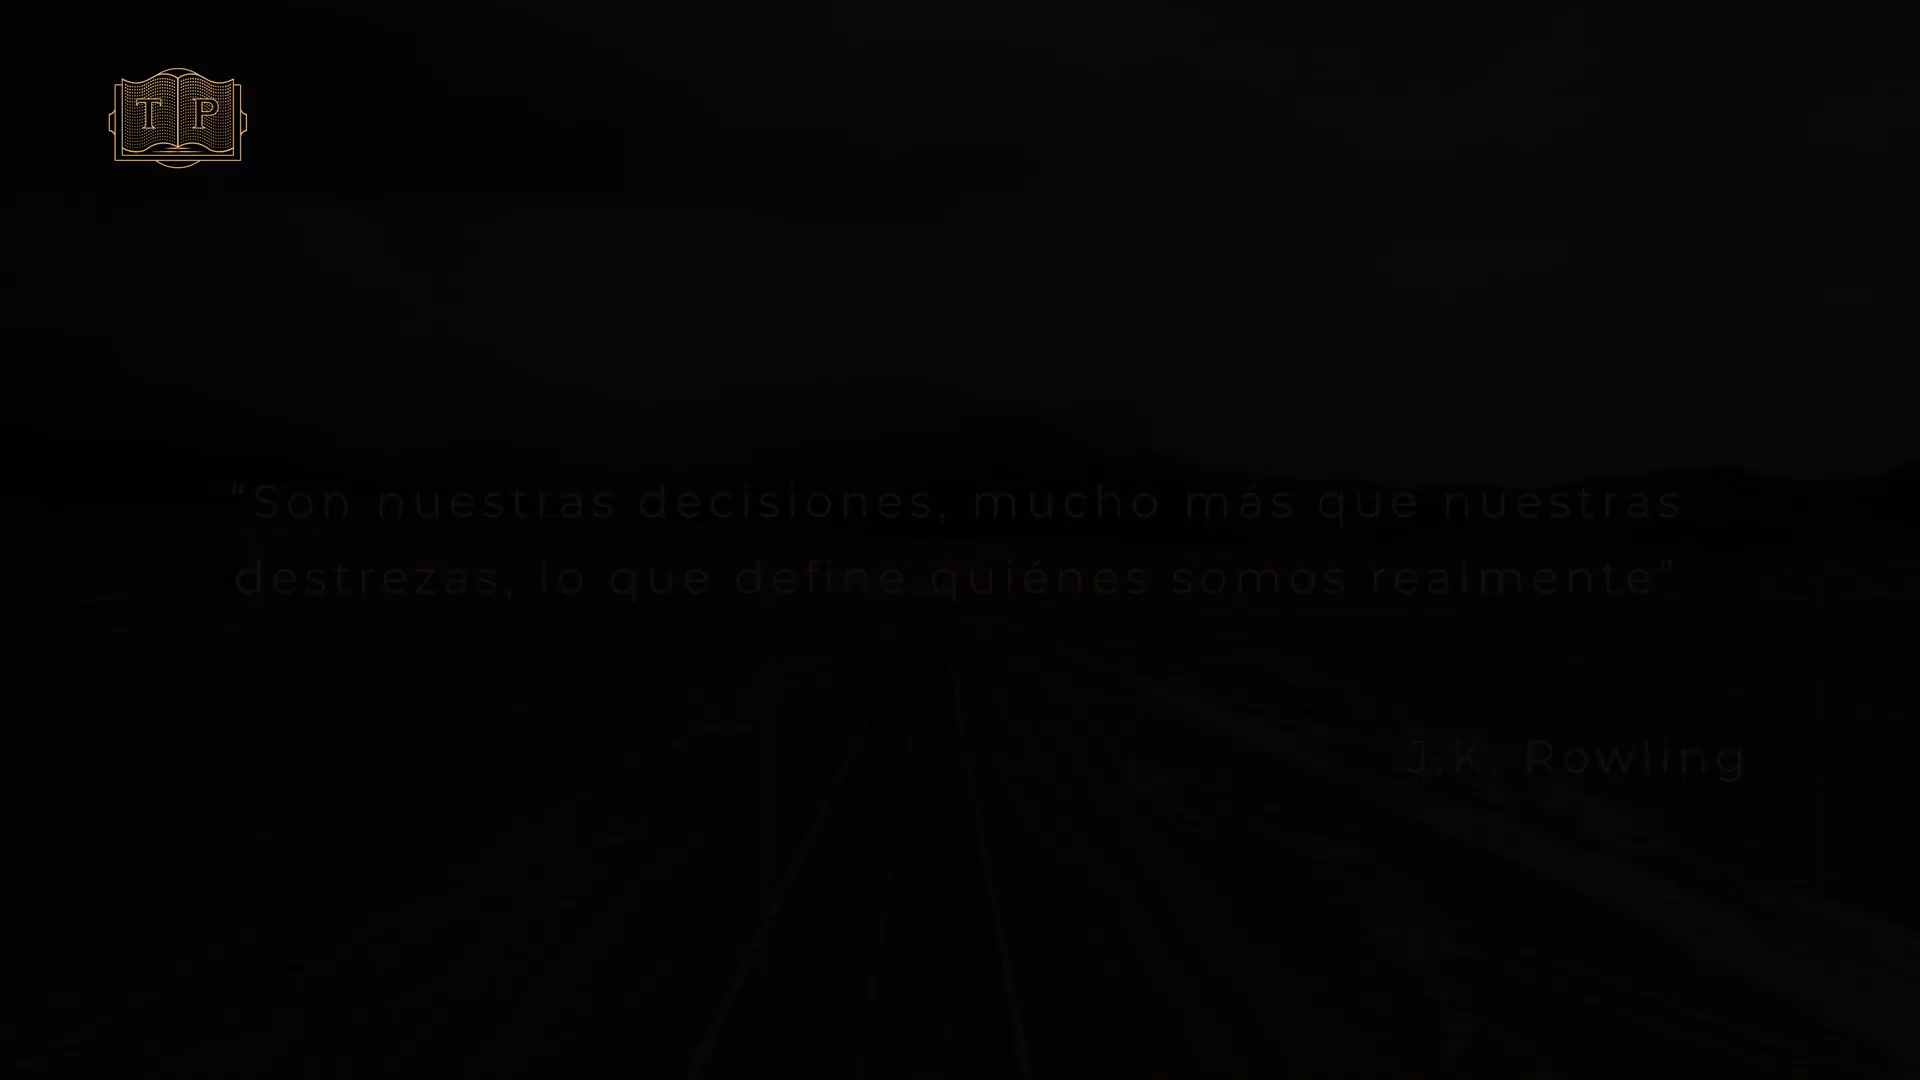 T P
“Son nuestras decisiones, mucho más que nuestras
destrezas, lo que define quiénes somos realmente”
J.K. Rowling